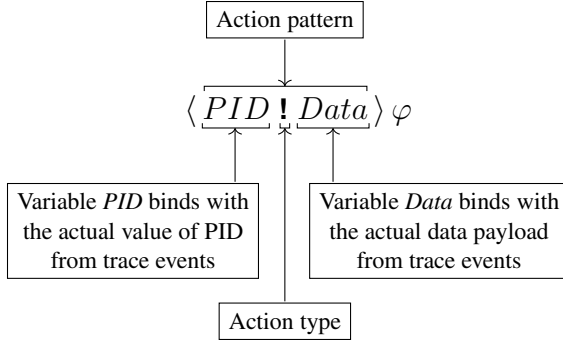 Action pattern
⟨ PID ! Data ⟩ φ
Variable PID binds with
the actual value of PID
from trace events
Variable Data binds with
the actual data payload
from trace events
Action type